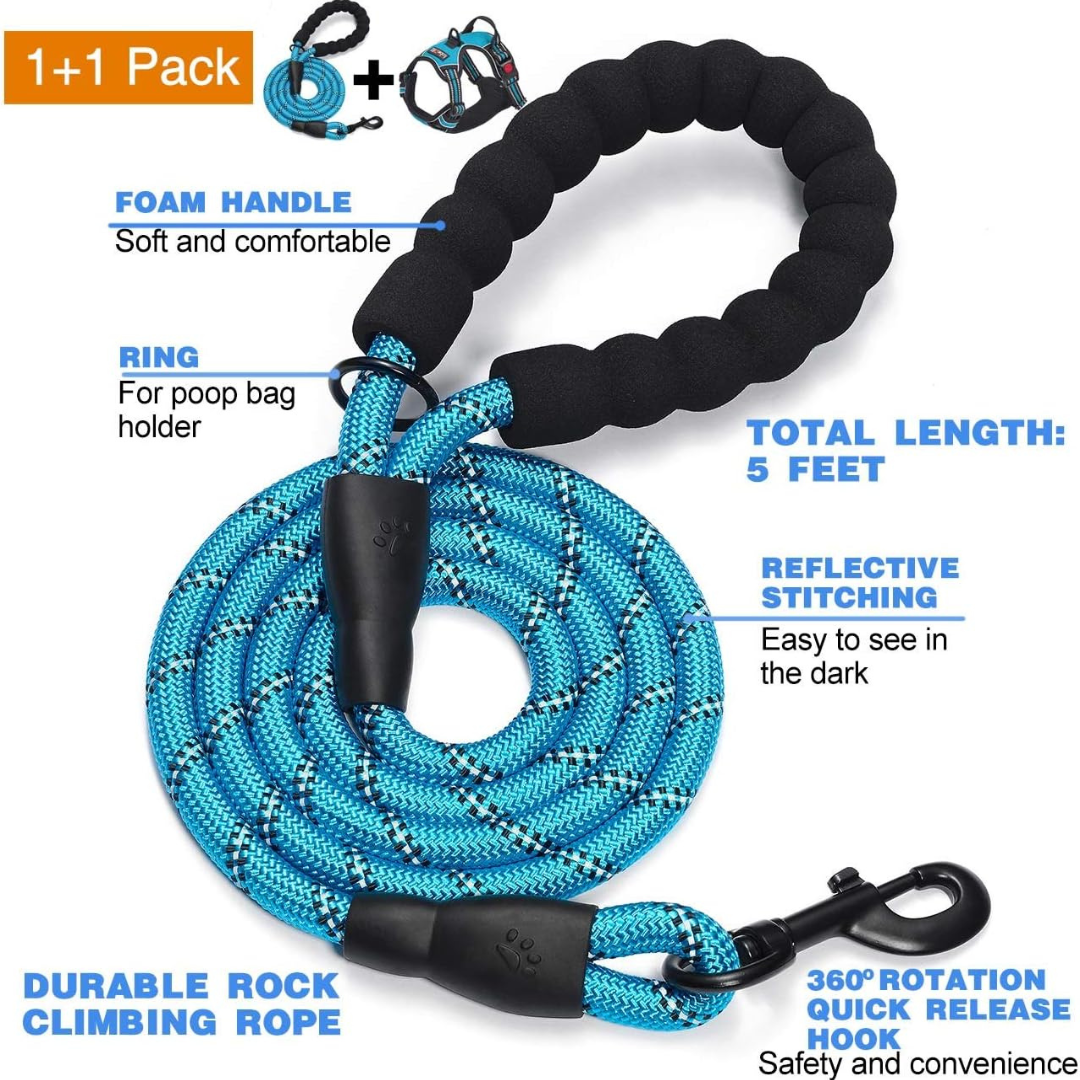 1+1 Pack
+
FOAM HANDLE
Soft and comfortable
RING
For poop bag
holder
TOTAL LENGTH:
5 FEET
REFLECTIVE
STITCHING
Easy to see in
the dark
DURABLE ROCK
CLIMBING ROPE
360° ROTATION
QUICK RELEASE
HOOK
Safety and convenience